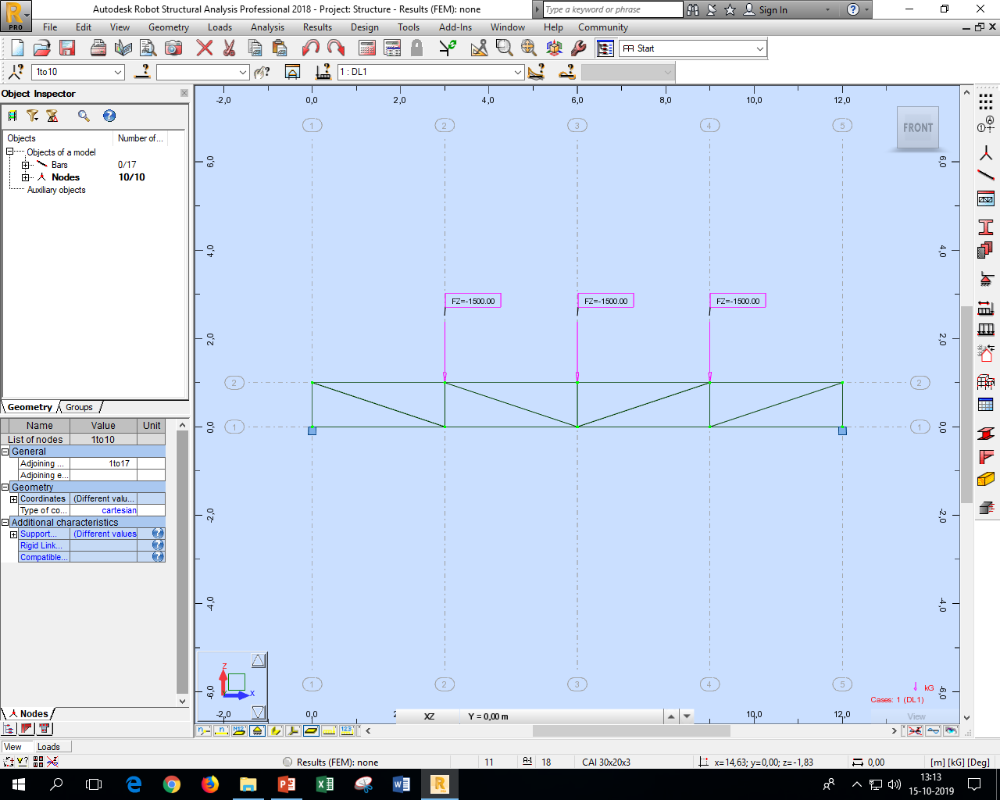 Autodesk Robot Structural Analysis Professional 2018 - Project: Structure - Results (FEM): none
Type a keyword or phrase
Sign In
PRO
File Edit View Geometry Loads Analysis Results Design Tools Add-Ins Window Help Community
Start
1to10
1 : DL1
Object Inspector
Objects Number of...
Objects of a model
Bars 0/17
Nodes 10/10
Auxiliary objects
Geometry Groups
Name Value Unit
List of nodes 1to10
General
Adjoining ... 1to17
Adjoining e...
Geometry
Coordinates (Different valu...
Type of co... cartesian
Additional characteristics
Support... (Different values
Rigid Link...
Compatible...
Nodes
View Loads
-2,0 0,0 2,0 4,0 6,0 8,0 10,0 12,0
1 2 3 4 5
FRONT
6,0 6,0
4,0 4,0
FZ=-1500.00 FZ=-1500.00 FZ=-1500.00
2,0 2,0
2 2
0,0 1 1 0,0
-2,0 -2,0
-4,0 -4,0
Z
X
1 2 3 4 5
-6,0 -6,0
kG
Cases: 1 (DL1)
-2,0 0,0 10,0 12,0
XZ Y = 0,00 m
View
Results (FEM): none 11 18 CAI 30x20x3 x=14,63; y=0,00; z=-1,83 0,00 [m] [kG] [Deg]
13:13
15-10-2019